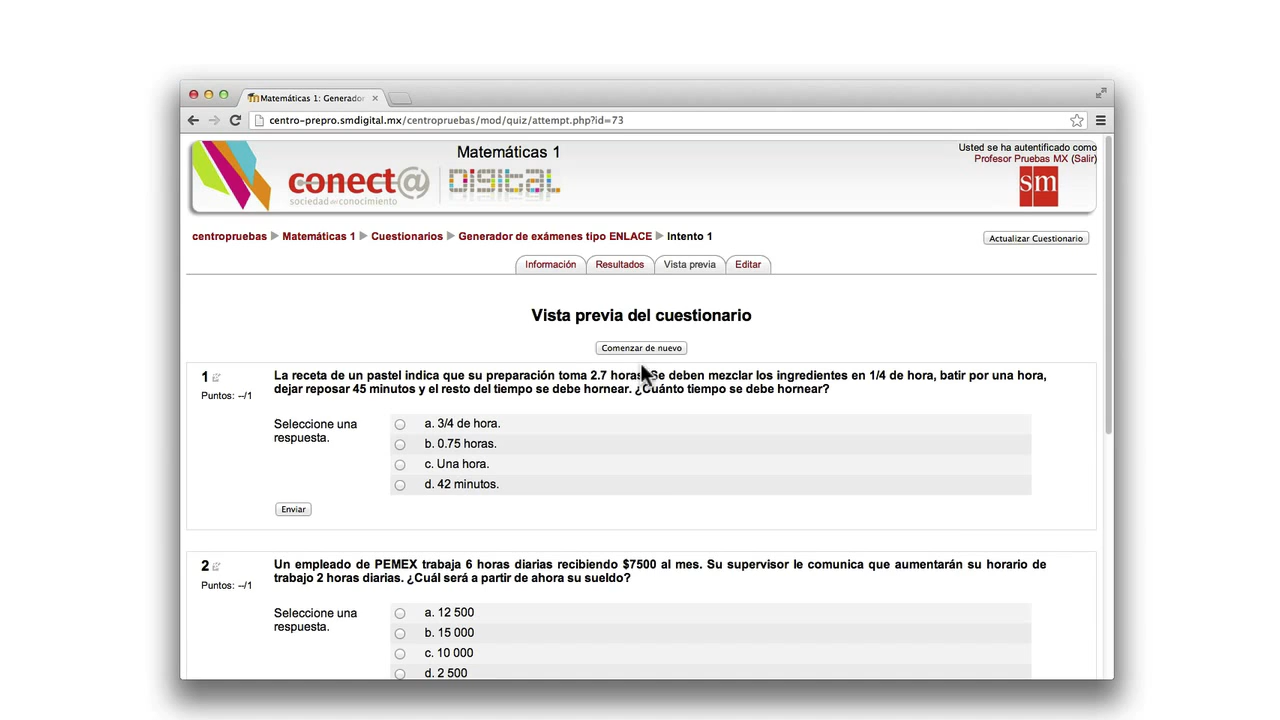 Matemáticas 1: Generador
centro-prepro.smdigital.mx/centropruebas/mod/quiz/attempt.php?id=73
Matemáticas 1
Usted se ha autentificado como
Profesor Pruebas MX (Salir)
conect@ DIGITAL
sociedad del conocimiento
sm
centropruebas ▶ Matemáticas 1 ▶ Cuestionarios ▶ Generador de exámenes tipo ENLACE ▶ Intento 1
Actualizar Cuestionario
Información Resultados Vista previa Editar
Vista previa del cuestionario
Comenzar de nuevo
1
Puntos: --/1
La receta de un pastel indica que su preparación toma 2.7 horas. Se deben mezclar los ingredientes en 1/4 de hora, batir por una hora,
dejar reposar 45 minutos y el resto del tiempo se debe hornear. ¿Cuánto tiempo se debe hornear?
Seleccione una
respuesta.
a. 3/4 de hora.
b. 0.75 horas.
c. Una hora.
d. 42 minutos.
Enviar
2
Puntos: --/1
Un empleado de PEMEX trabaja 6 horas diarias recibiendo $7500 al mes. Su supervisor le comunica que aumentarán su horario de
trabajo 2 horas diarias. ¿Cuál será a partir de ahora su sueldo?
Seleccione una
respuesta.
a. 12 500
b. 15 000
c. 10 000
d. 2 500